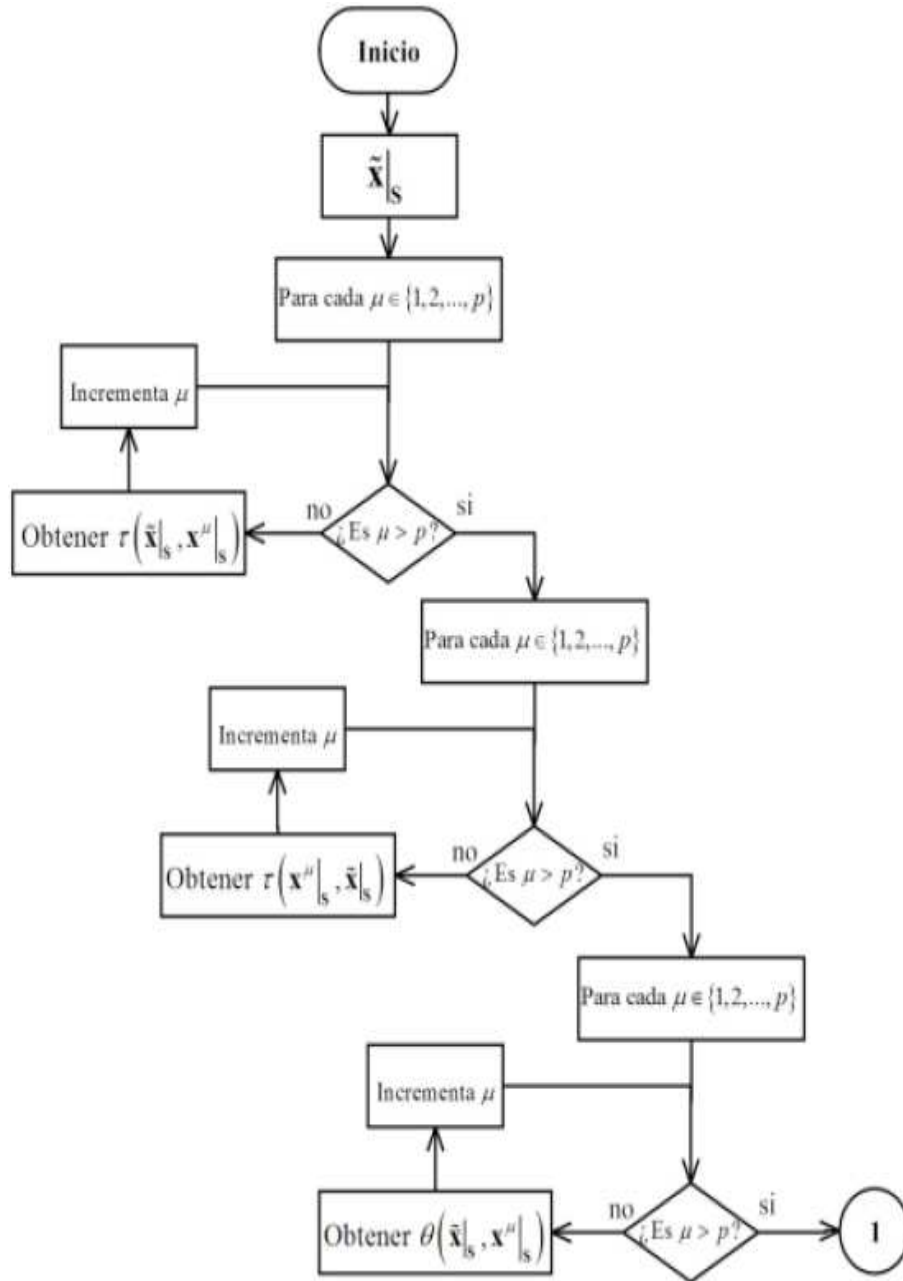 Inicio
x̃|s
Para cada μ ∈ {1, 2, ..., p}
Incrementa μ
no
si
¿Es μ > p?
Obtener τ(x̃|s, x^μ|s)
Para cada μ ∈ {1, 2, ..., p}
Incrementa μ
no
si
¿Es μ > p?
Obtener τ(x^μ|s, x̃|s)
Para cada μ ∈ {1, 2, ..., p}
Incrementa μ
no
si
¿Es μ > p?
1
Obtener θ(x̃|s, x^μ|s)